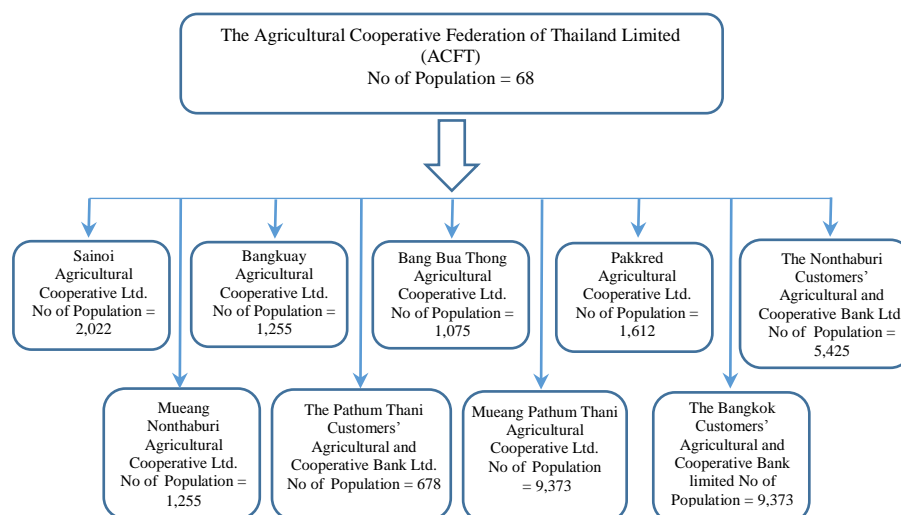 The Agricultural Cooperative Federation of Thailand Limited
(ACFT)
No of Population = 68
Sainoi
Agricultural
Cooperative Ltd.
No of Population =
2,022
Bangkuay
Agricultural
Cooperative Ltd.
No of Population =
1,255
Bang Bua Thong
Agricultural
Cooperative Ltd.
No of Population =
1,075
Pakkred
Agricultural
Cooperative Ltd.
No of Population =
1,612
The Nonthaburi
Customers’
Agricultural and
Cooperative Bank Ltd
No of Population =
5,425
Mueang
Nonthaburi
Agricultural
Cooperative Ltd.
No of Population =
1,255
The Pathum Thani
Customers’
Agricultural and
Cooperative Bank Ltd.
No of Population = 678
Mueang Pathum Thani
Agricultural
Cooperative Ltd.
No of Population
= 9,373
The Bangkok
Customers’
Agricultural and
Cooperative Bank
limited No of
Population = 9,373